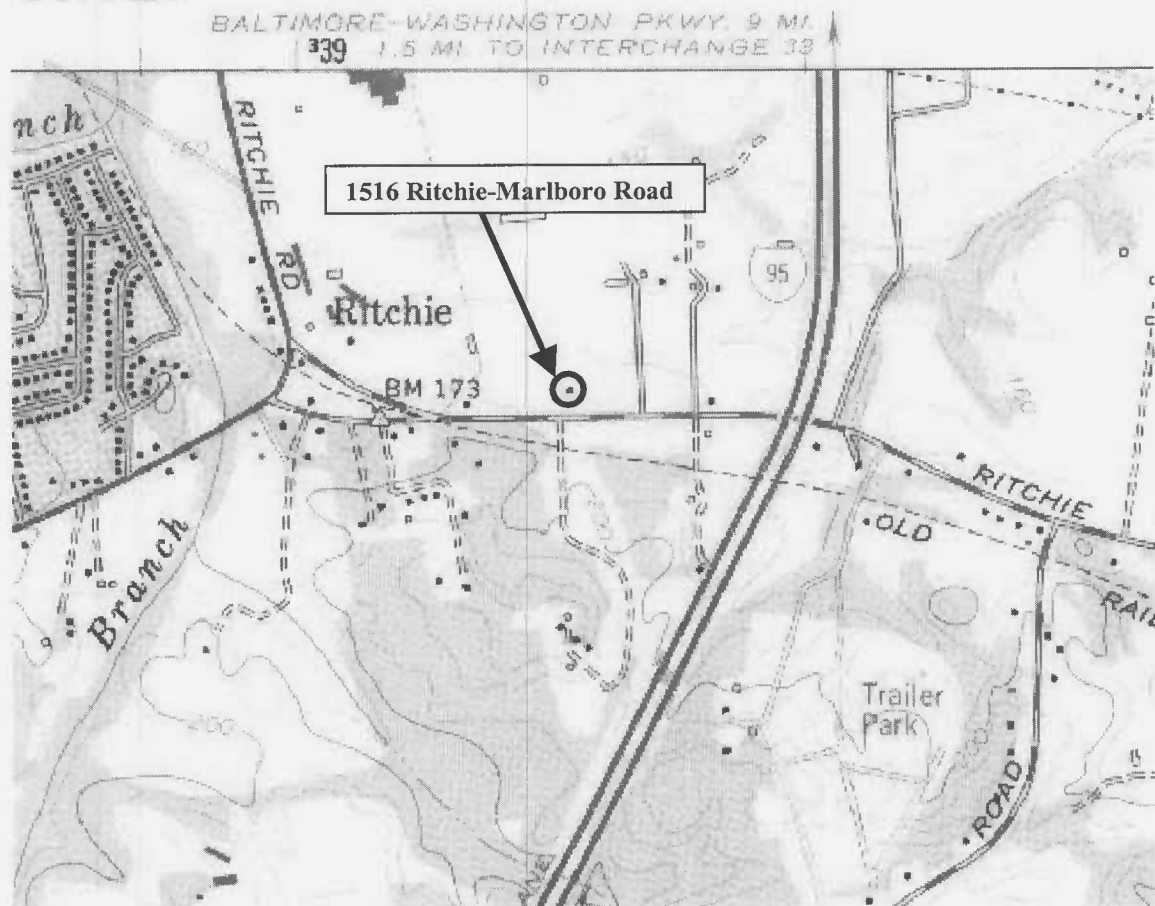 BALTIMORE-WASHINGTON PKWY. 9 MI.
339 1.5 MI. TO INTERCHANGE 33
nch
60
RITCHIE
RD
1516 Ritchie-Marlboro Road
95
Ritchie
BM 173
RITCHIE
OLD
RAIL
Branch
Trailer
Park
ROAD